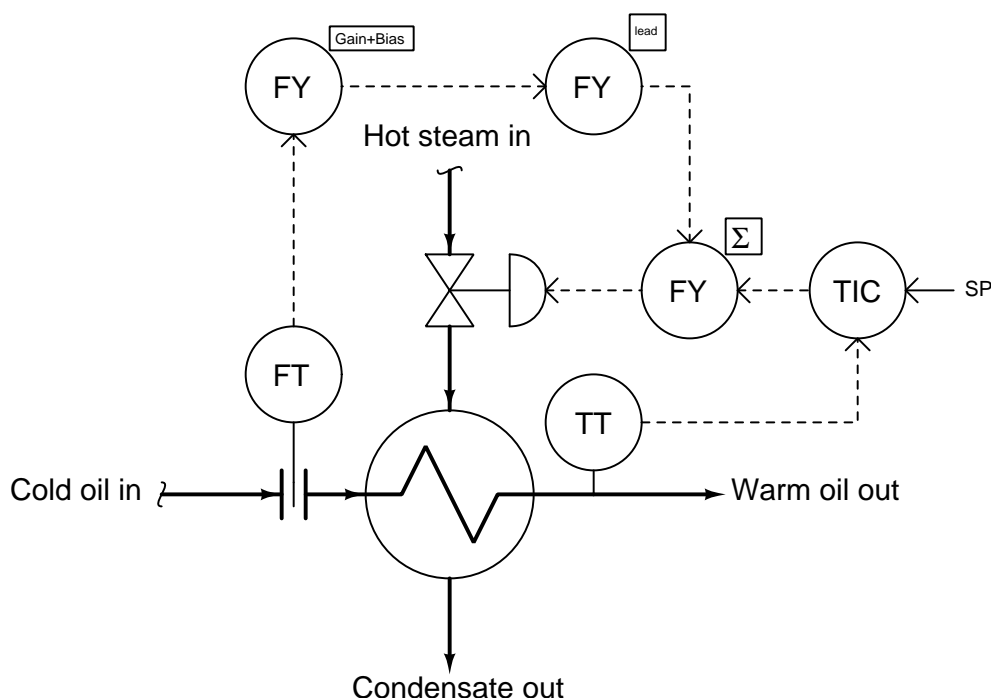 Gain+Bias
lead
FY
FY
Hot steam in
Σ
FY
TIC
SP
FT
TT
Cold oil in
Warm oil out
Condensate out